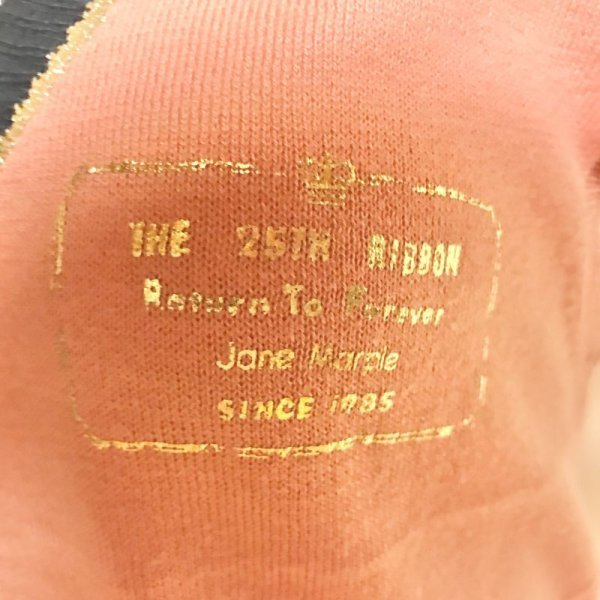 THE 25TH RIBBON
Return To Forever
Jane Marple
SINCE 1985